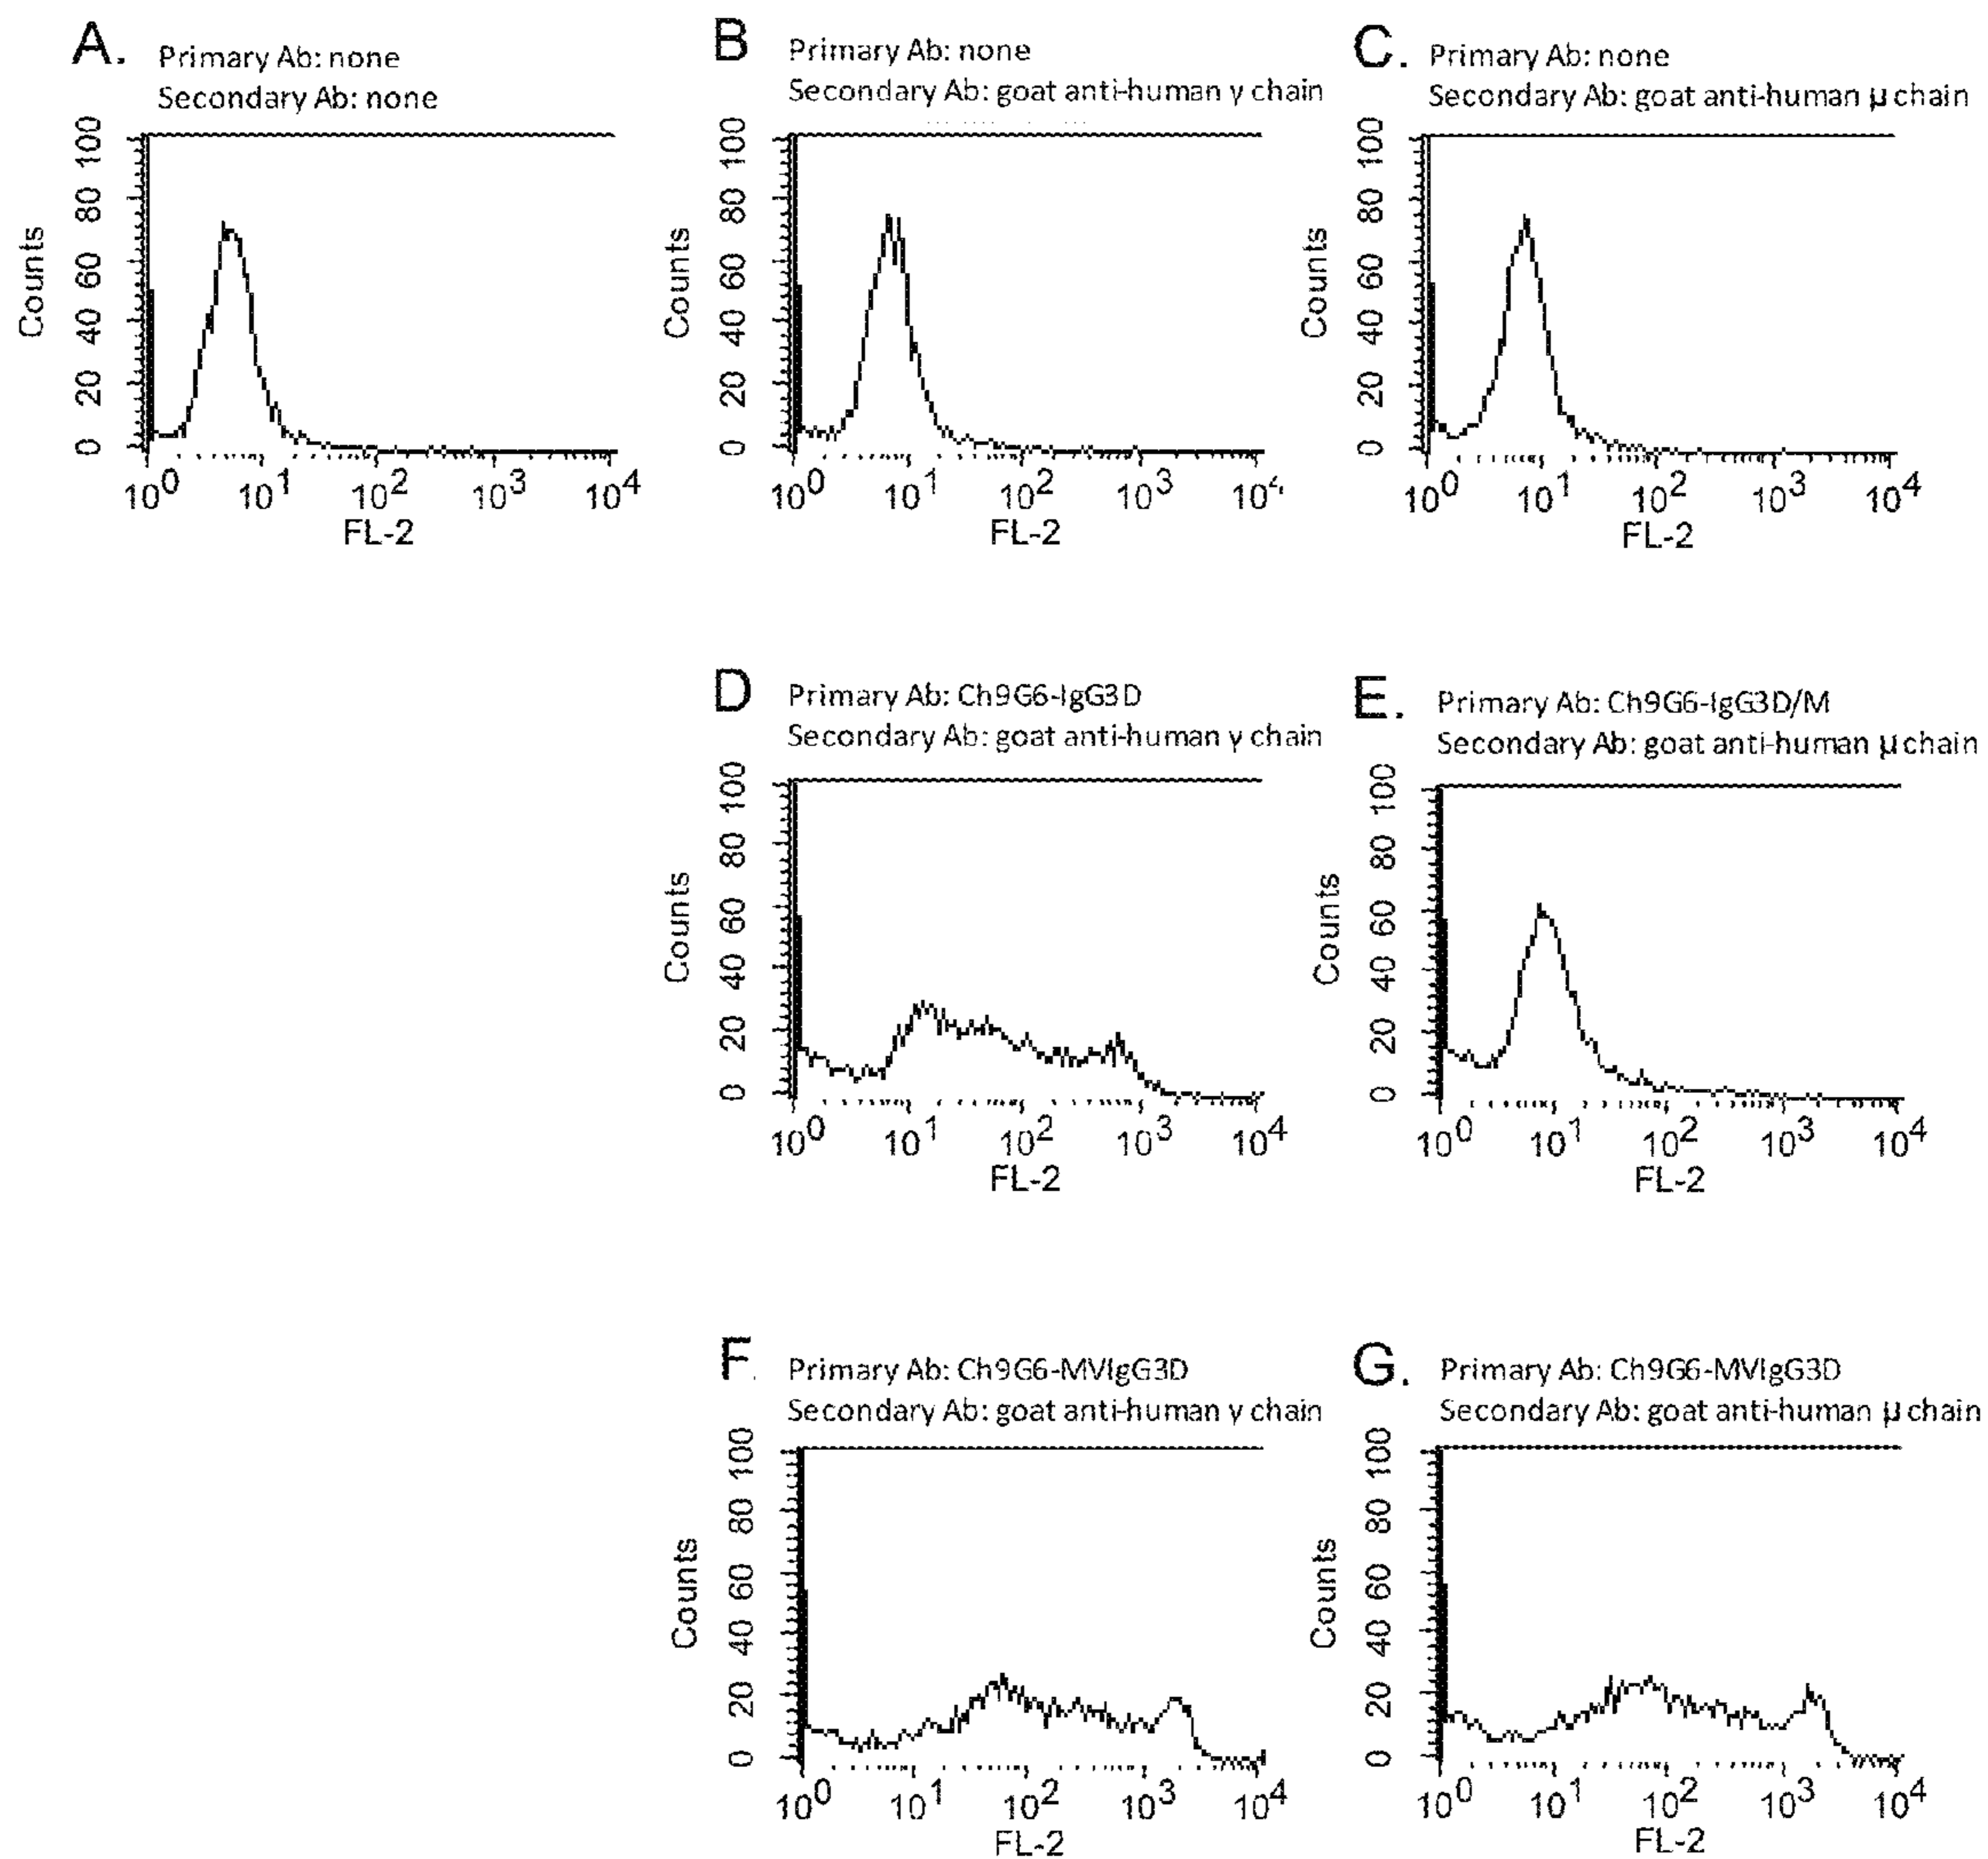 A.
Primary Ab: none
Secondary Ab: none
100
80
60
40
20
0
Counts
10^0 10^1 10^2 10^3 10^4
FL-2
B
Primary Ab: none
Secondary Ab: goat anti-human γ chain
100
80
60
40
20
0
Counts
10^0 10^1 10^2 10^3 10^4
FL-2
C.
Primary Ab: none
Secondary Ab: goat anti-human μ chain
100
80
60
40
20
0
Counts
10^0 10^1 10^2 10^3 10^4
FL-2
D
Primary Ab: Ch9G6-IgG3D
Secondary Ab: goat anti-human γ chain
100
80
60
40
20
0
Counts
10^0 10^1 10^2 10^3 10^4
FL-2
E.
Primary Ab: Ch9G6-IgG3D/M
Secondary Ab: goat anti-human μ chain
100
80
60
40
20
0
Counts
10^0 10^1 10^2 10^3 10^4
FL-2
F.
Primary Ab: Ch9G6-MVIgG3D
Secondary Ab: goat anti-human γ chain
100
80
60
40
20
0
Counts
10^0 10^1 10^2 10^3 10^4
FL-2
G.
Primary Ab: Ch9G6-MVIgG3D
Secondary Ab: goat anti-human μ chain
100
80
60
40
20
0
Counts
10^0 10^1 10^2 10^3 10^4
FL-2